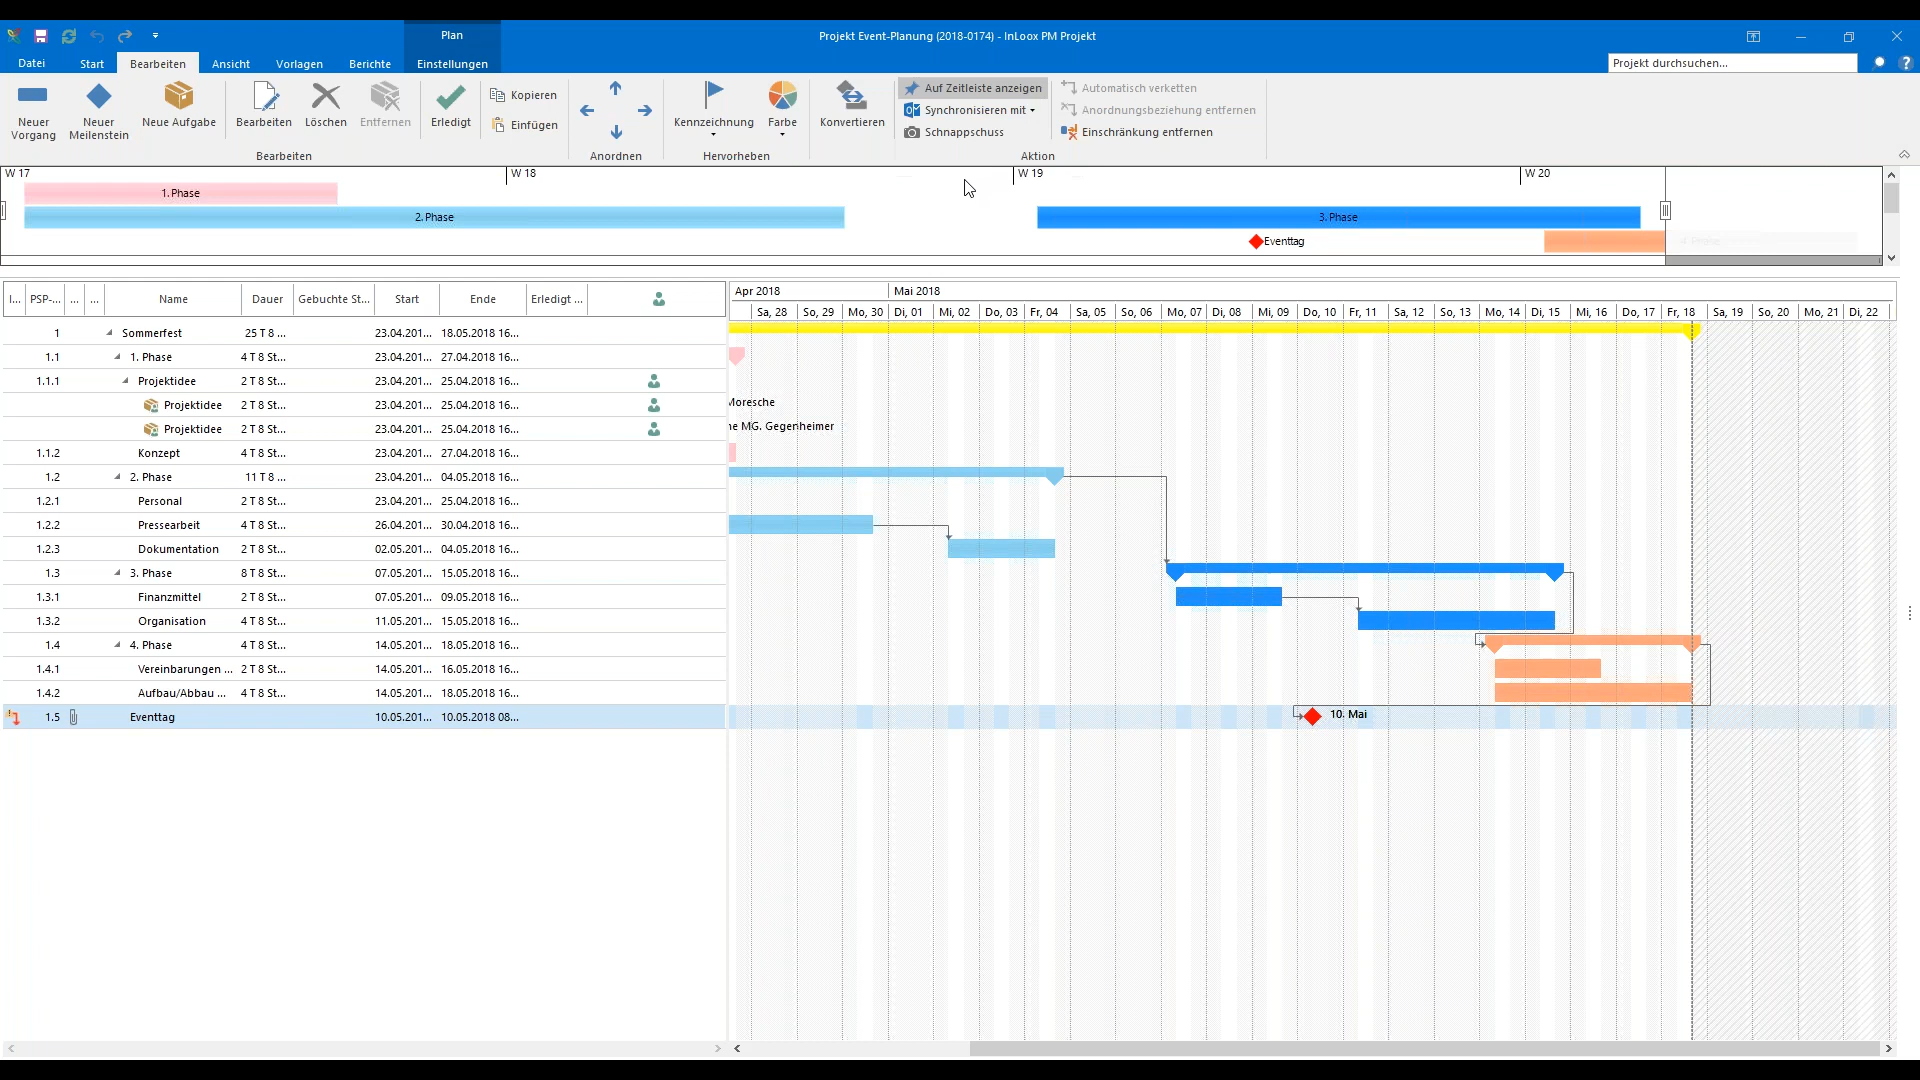 Plan
Projekt Event-Planung (2018-0174) - InLoox PM Projekt
Datei Start Bearbeiten Ansicht Vorlagen Berichte Einstellungen
Projekt durchsuchen...
Neuer Vorgang
Neuer Meilenstein
Neue Aufgabe
Bearbeiten
Löschen
Entfernen
Erledigt
Kopieren
Einfügen
Kennzeichnung
Farbe
Konvertieren
Auf Zeitleiste anzeigen
Synchronisieren mit
Schnappschuss
Automatisch verketten
Anordnungsbeziehung entfernen
Einschränkung entfernen
Bearbeiten Anordnen Hervorheben Aktion
W 17 W 18 W 19 W 20
1. Phase
2. Phase 3. Phase
Eventtag 4. Phase
I... PSP-... ... ... Name Dauer Gebuchte St... Start Ende Erledigt ...
Apr 2018 Mai 2018
Sa, 28 So, 29 Mo, 30 Di, 01 Mi, 02 Do, 03 Fr, 04 Sa, 05 So, 06 Mo, 07 Di, 08 Mi, 09 Do, 10 Fr, 11 Sa, 12 So, 13 Mo, 14 Di, 15 Mi, 16 Do, 17 Fr, 18 Sa, 19 So, 20 Mo, 21 Di, 22
1 Sommerfest 25 T 8 ... 23.04.201... 18.05.2018 16...
1.1 1. Phase 4 T 8 St... 23.04.201... 27.04.2018 16...
1.1.1 Projektidee 2 T 8 St... 23.04.201... 25.04.2018 16...
Projektidee 2 T 8 St... 23.04.201... 25.04.2018 16... Moresche
Projektidee 2 T 8 St... 23.04.201... 25.04.2018 16... ne MG. Gegenheimer
1.1.2 Konzept 4 T 8 St... 23.04.201... 27.04.2018 16...
1.2 2. Phase 11 T 8 ... 23.04.201... 04.05.2018 16...
1.2.1 Personal 2 T 8 St... 23.04.201... 25.04.2018 16...
1.2.2 Pressearbeit 4 T 8 St... 26.04.201... 30.04.2018 16...
1.2.3 Dokumentation 2 T 8 St... 02.05.201... 04.05.2018 16...
1.3 3. Phase 8 T 8 St... 07.05.201... 15.05.2018 16...
1.3.1 Finanzmittel 2 T 8 St... 07.05.201... 09.05.2018 16...
1.3.2 Organisation 4 T 8 St... 11.05.201... 15.05.2018 16...
1.4 4. Phase 4 T 8 St... 14.05.201... 18.05.2018 16...
1.4.1 Vereinbarungen ... 2 T 8 St... 14.05.201... 16.05.2018 16...
1.4.2 Aufbau/Abbau ... 4 T 8 St... 14.05.201... 18.05.2018 16...
1.5 Eventtag 10.05.201... 10.05.2018 08... 10. Mai